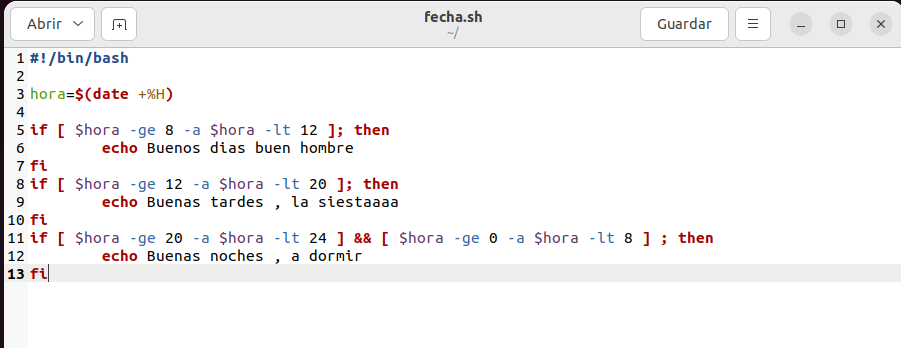 Abrir
fecha.sh
~/
Guardar
1 #!/bin/bash
2
3 hora=$(date +%H)
4
5 if [ $hora -ge 8 -a $hora -lt 12 ]; then
6         echo Buenos dias buen hombre
7 fi
8 if [ $hora -ge 12 -a $hora -lt 20 ]; then
9         echo Buenas tardes , la siestaaaa
10 fi
11 if [ $hora -ge 20 -a $hora -lt 24 ] && [ $hora -ge 0 -a $hora -lt 8 ] ; then
12         echo Buenas noches , a dormir
13 fi